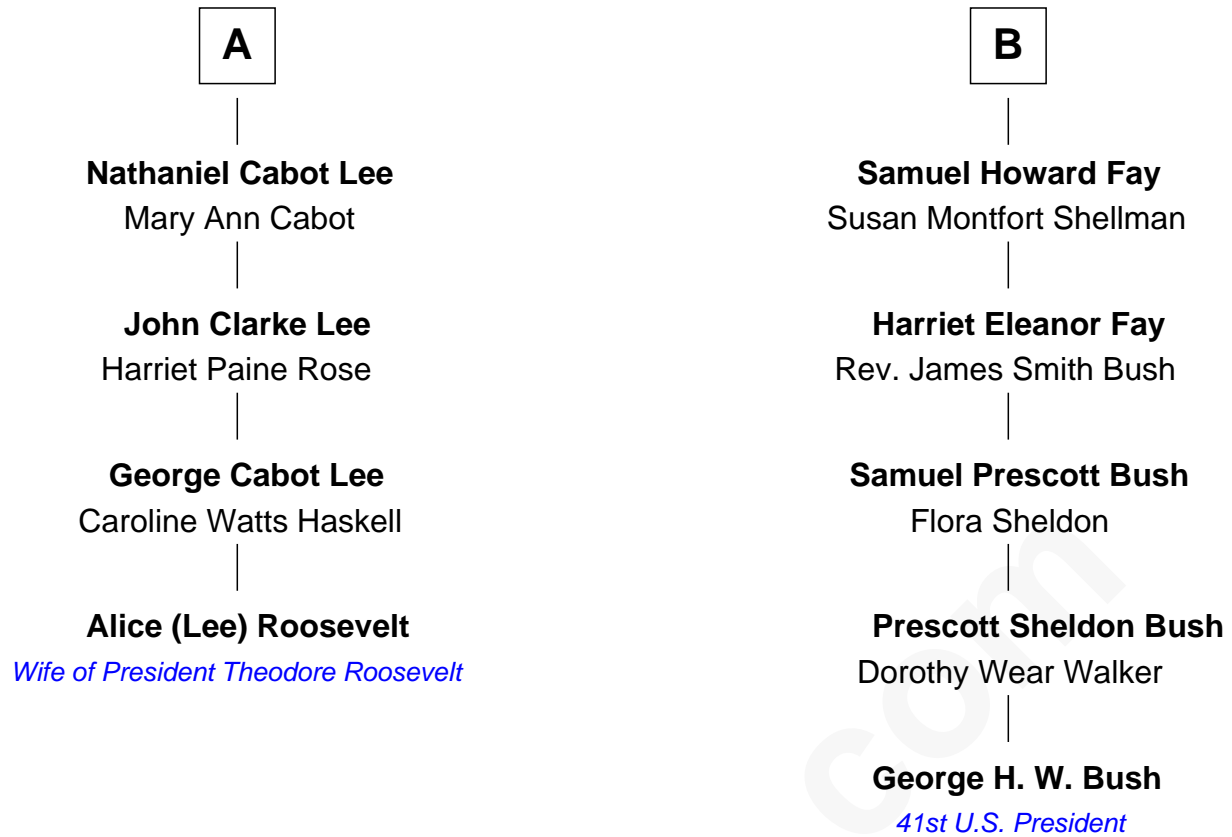 A
Nathaniel Cabot Lee
Mary Ann Cabot
John Clarke Lee
Harriet Paine Rose
George Cabot Lee
Caroline Watts Haskell
Alice (Lee) Roosevelt
Wife of President Theodore Roosevelt
B
Samuel Howard Fay
Susan Montfort Shellman
Harriet Eleanor Fay
Rev. James Smith Bush
Samuel Prescott Bush
Flora Sheldon
Prescott Sheldon Bush
Dorothy Wear Walker
George H. W. Bush
41st U.S. President
com